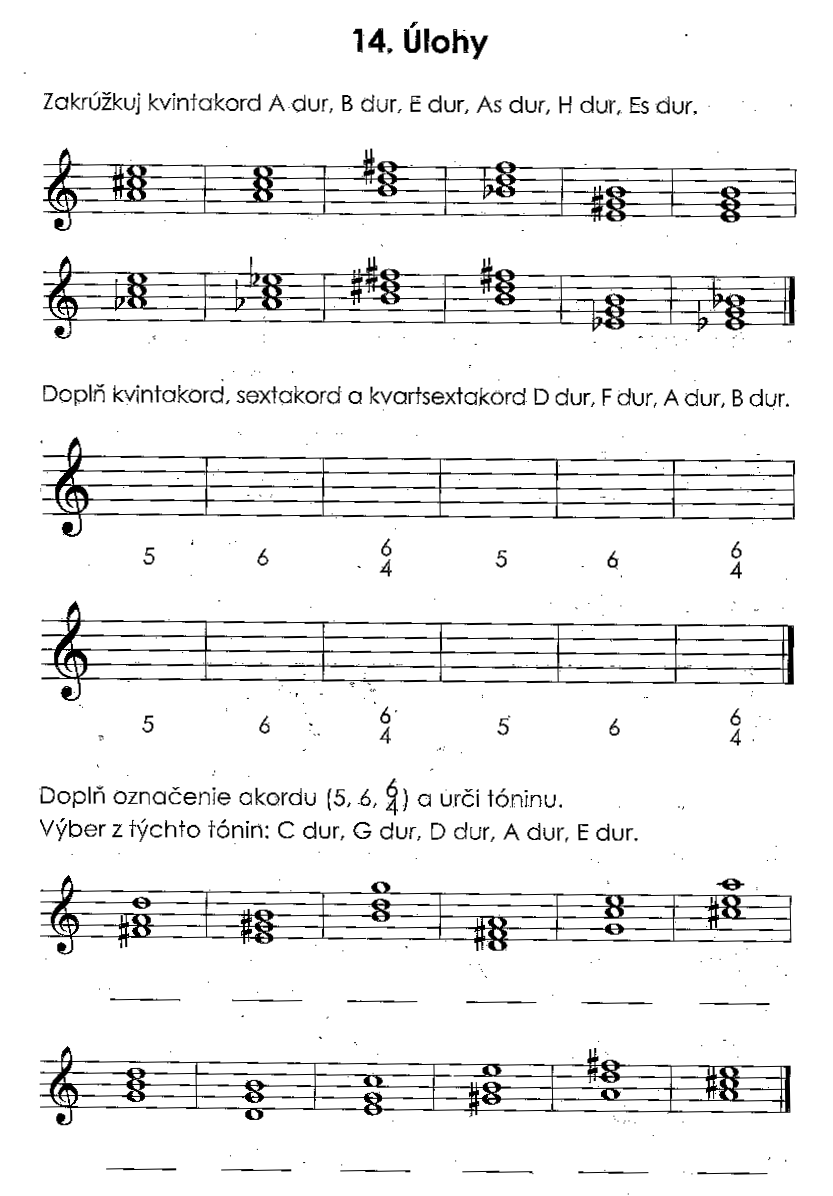 14. Úlohy
Zakrúžkuj kvintakord A dur, B dur, E dur, As dur, H dur, Es dur.
Doplň kvintakord, sextakord a kvartsextakord D dur, F dur, A dur, B dur.
5 6 6 5 6 6
4 4
5 6 6 5 6 6
4 4
Doplň označenie akordu (5, 6, 6/4) a urči tóninu.
Výber z týchto tónin: C dur, G dur, D dur, A dur, E dur.